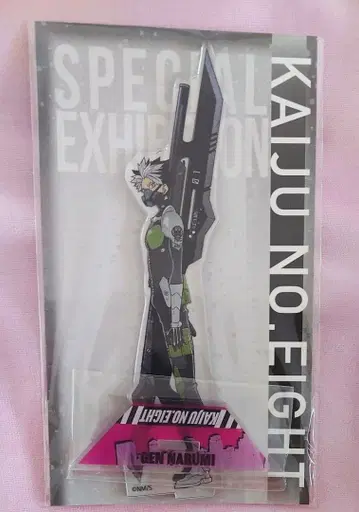 SPECIAL
EXHIBITION
KAIJU NO.EIGHT
KAIJU NO.EIGHT
GEN NARUMI